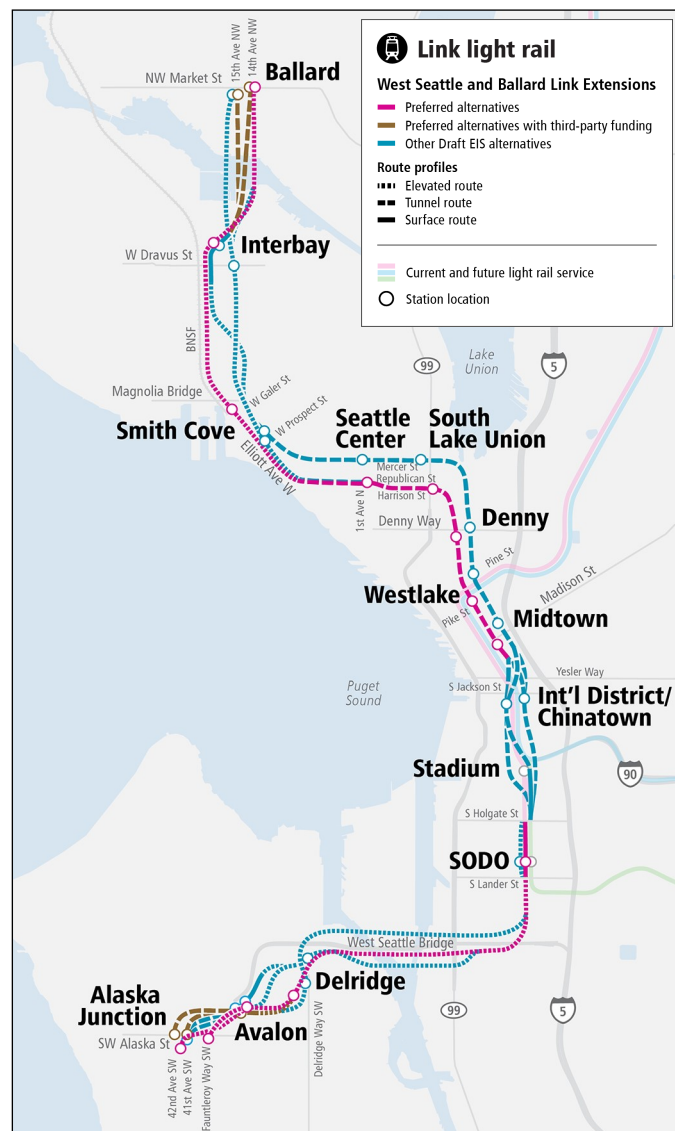 Link light rail
West Seattle and Ballard Link Extensions
Preferred alternatives
Preferred alternatives with third-party funding
Other Draft EIS alternatives
Route profiles
Elevated route
Tunnel route
Surface route
Current and future light rail service
Station location
15th Ave NW
14th Ave NW
NW Market St
Ballard
Interbay
W Dravus St
BNSF
Magnolia Bridge
W Galer St
W Prospect St
Smith Cove
Elliott Ave W
99
Lake
Union
5
Seattle
Center
South
Lake Union
Mercer St
Republican St
Harrison St
1st Ave N
Denny Way
Denny
Pine St
Madison St
Westlake
Pike St
Midtown
Yesler Way
Puget
Sound
S Jackson St
Int'l District/
Chinatown
Stadium
90
S Holgate St
SODO
S Lander St
West Seattle Bridge
Delridge
Alaska
Junction
Avalon
SW Alaska St
99
5
42nd Ave SW
41st Ave SW
Fauntleroy Way SW
Delridge Way SW